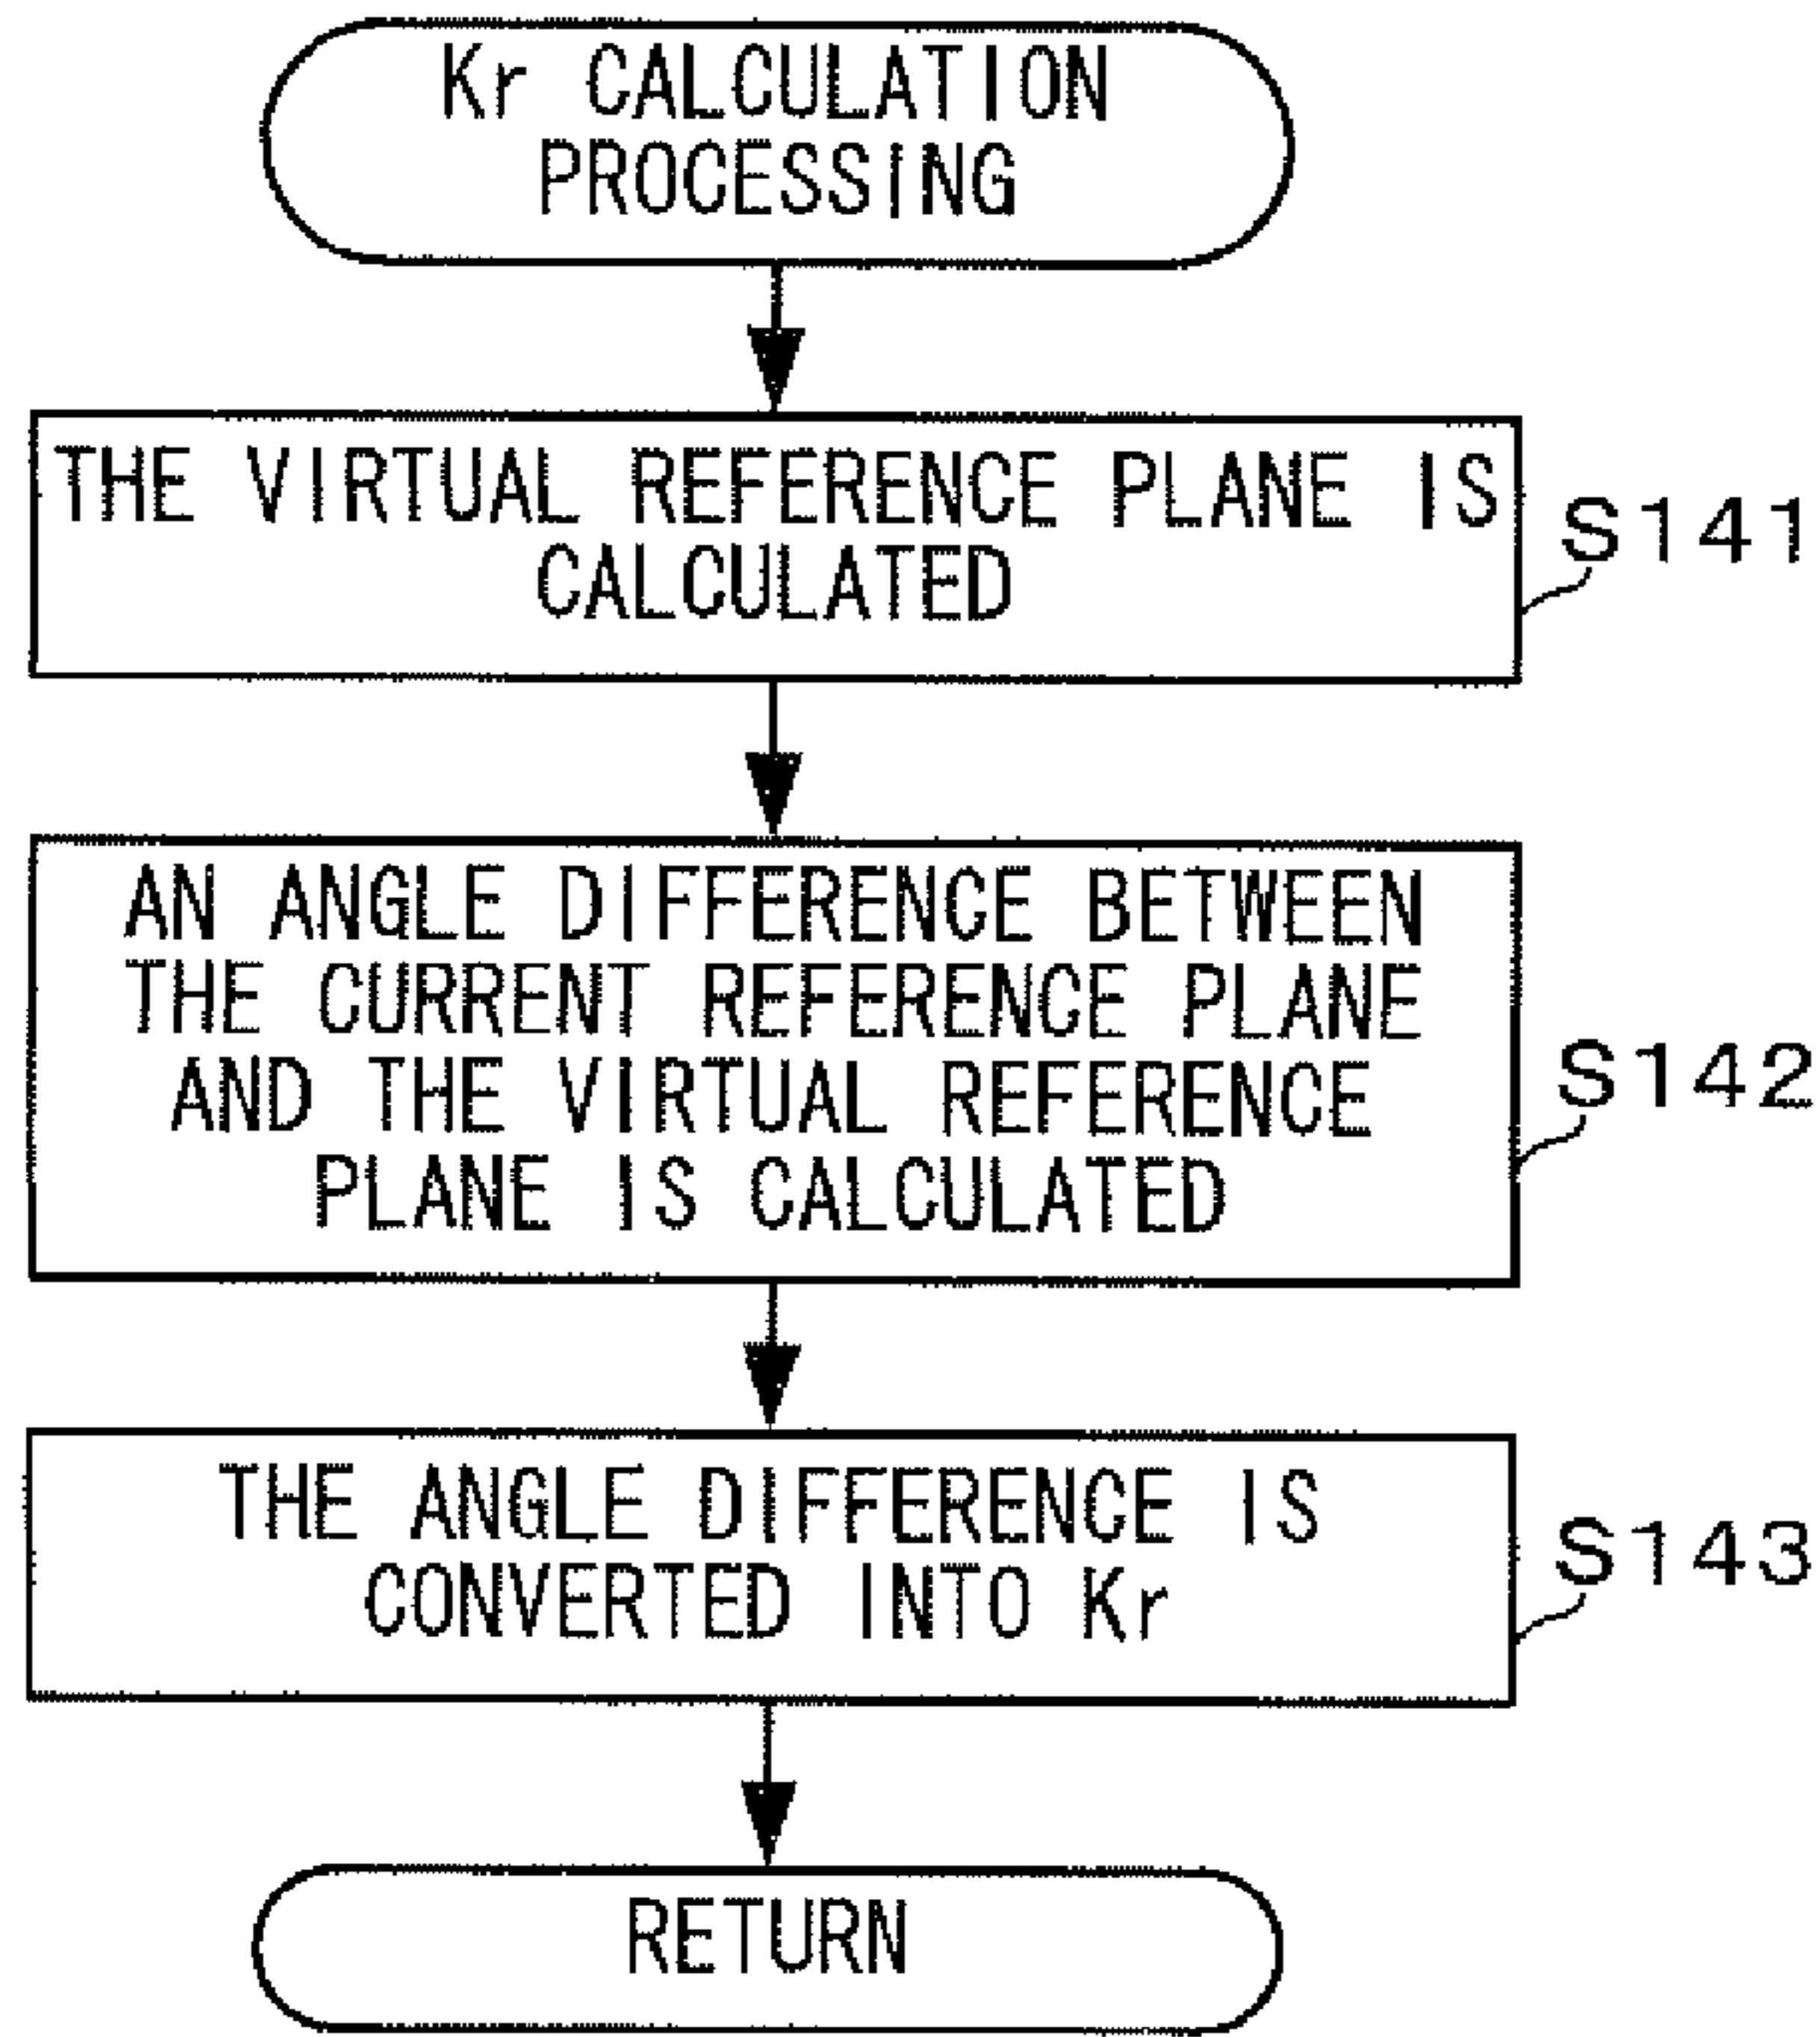 Kr CALCULATION
PROCESSING
THE VIRTUAL REFERENCE PLANE IS
CALCULATED
S141
AN ANGLE DIFFERENCE BETWEEN
THE CURRENT REFERENCE PLANE
AND THE VIRTUAL REFERENCE
PLANE IS CALCULATED
S142
THE ANGLE DIFFERENCE IS
CONVERTED INTO Kr
S143
RETURN